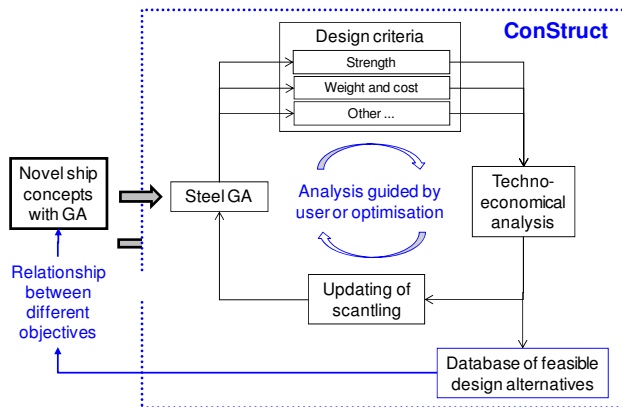 ConStruct
Design criteria
Strength
Weight and cost
Other ...
Novel ship
concepts
with GA
Steel GA
Analysis guided by
user or optimisation
Techno-
economical
analysis
Relationship
between
different
objectives
Updating of
scantling
Database of feasible
design alternatives